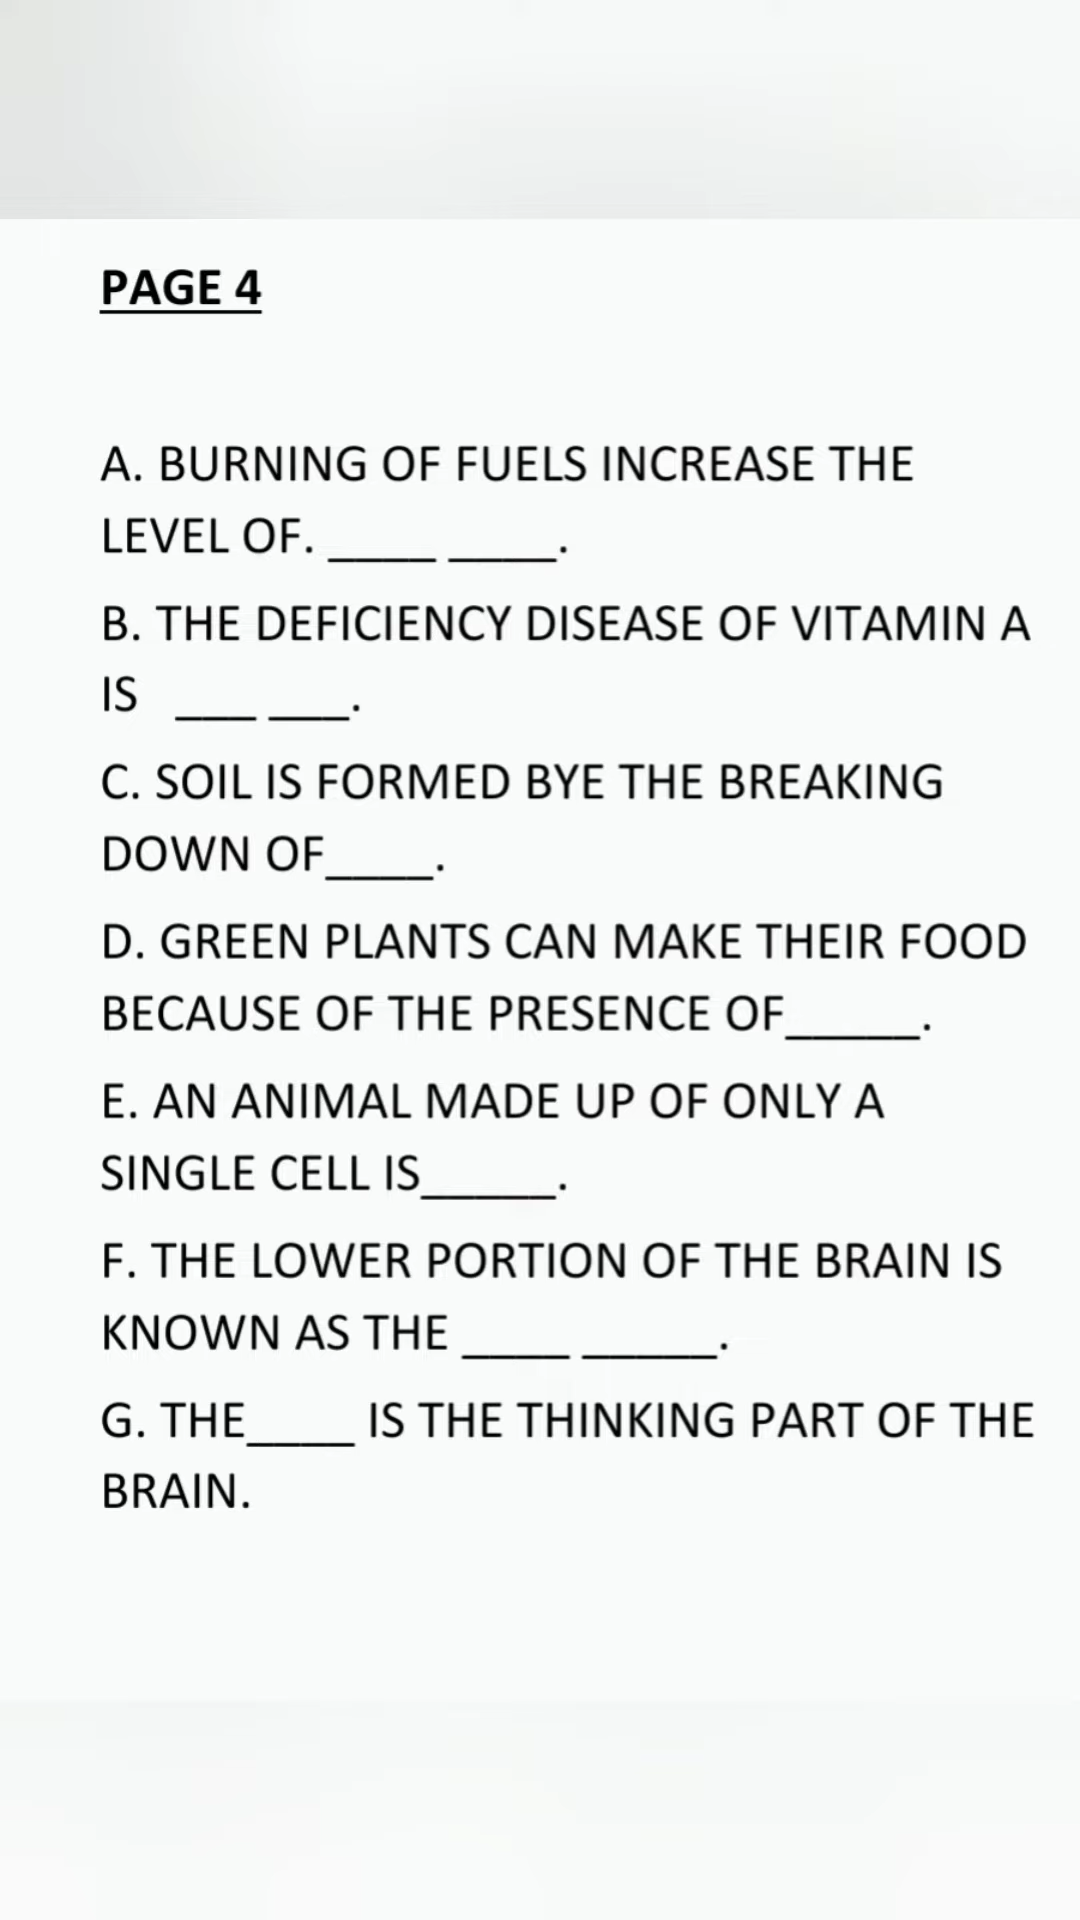 PAGE 4
A. BURNING OF FUELS INCREASE THE
LEVEL OF. ____ ____.
B. THE DEFICIENCY DISEASE OF VITAMIN A
IS ___ ___.
C. SOIL IS FORMED BYE THE BREAKING
DOWN OF____.
D. GREEN PLANTS CAN MAKE THEIR FOOD
BECAUSE OF THE PRESENCE OF_____.
E. AN ANIMAL MADE UP OF ONLY A
SINGLE CELL IS_____.
F. THE LOWER PORTION OF THE BRAIN IS
KNOWN AS THE ____ _____.
G. THE____ IS THE THINKING PART OF THE
BRAIN.